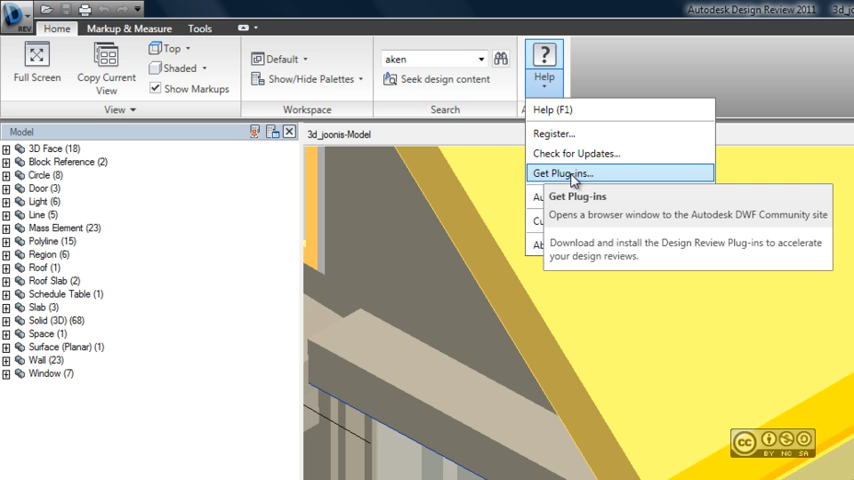 Autodesk Design Review 2011
3d_joonis
REV
Home
Markup & Measure
Tools
Full Screen
Copy Current
View
Top
Shaded
Show Markups
View
Default
Show/Hide Palettes
Workspace
aken
Seek design content
Search
Help
Help (F1)
Register...
Check for Updates...
Get Plug-ins...
Get Plug-ins
Opens a browser window to the Autodesk DWF Community site
Download and install the Design Review Plug-ins to accelerate
your design reviews.
Model
3d_joonis-Model
3D Face (18)
Block Reference (2)
Circle (8)
Door (3)
Light (6)
Line (5)
Mass Element (23)
Polyline (15)
Region (6)
Roof (1)
Roof Slab (2)
Schedule Table (1)
Slab (3)
Solid (3D) (68)
Space (1)
Surface (Planar) (1)
Wall (23)
Window (7)
cc
BY NC SA